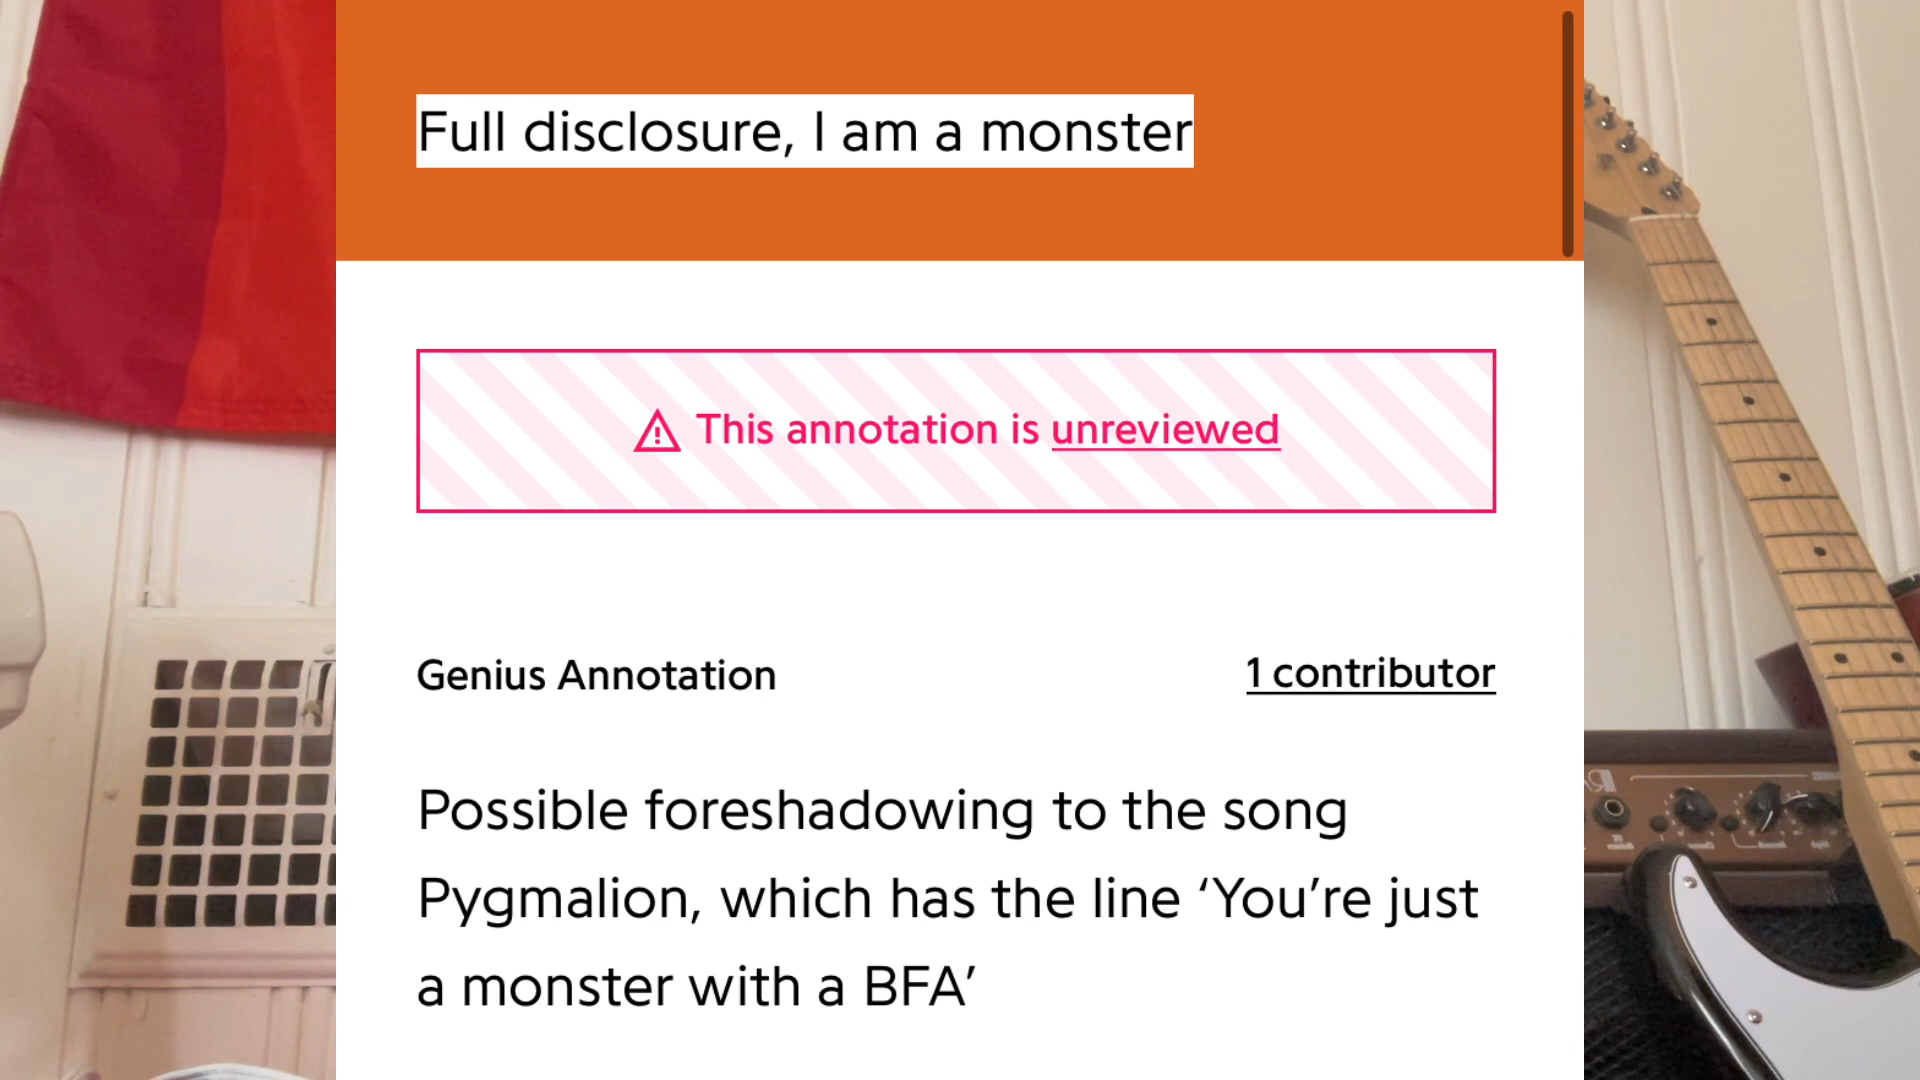 Full disclosure, I am a monster
This annotation is unreviewed
Genius Annotation
1 contributor
Possible foreshadowing to the song
Pygmalion, which has the line ‘You’re just
a monster with a BFA’